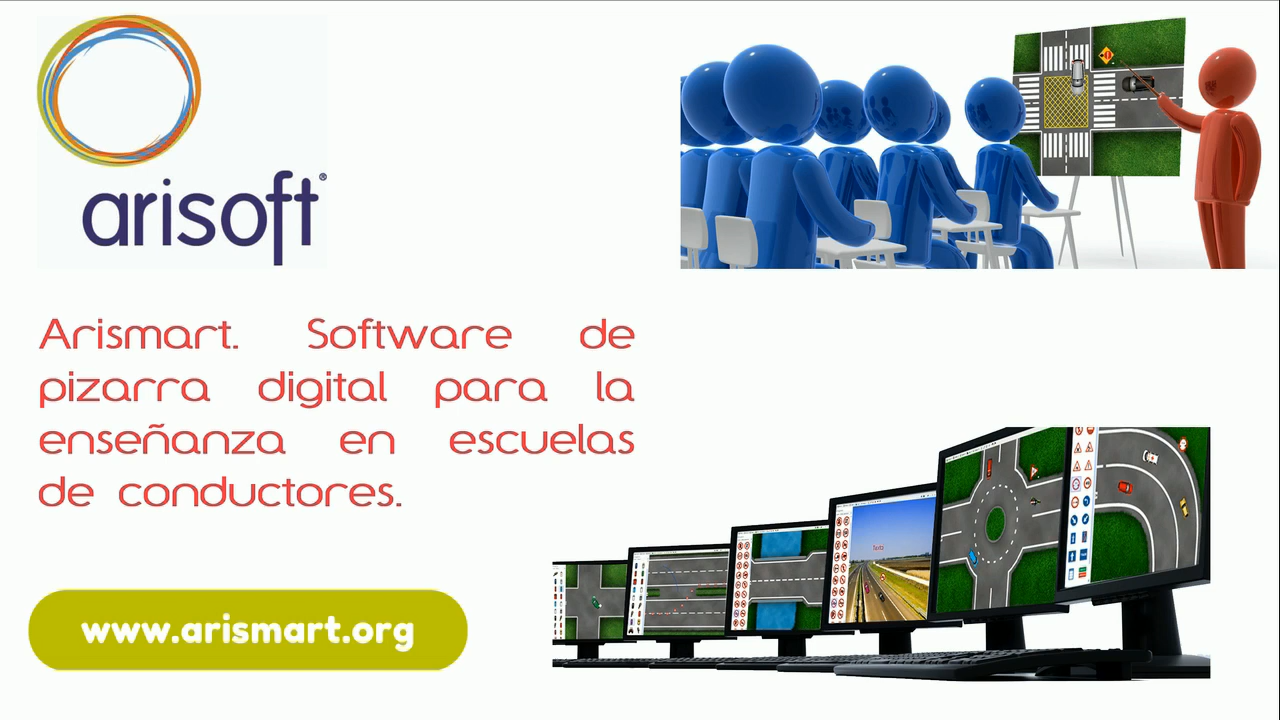 arisoft®
Arismart. Software de
pizarra digital para la
enseñanza en escuelas
de conductores.
www.arismart.org